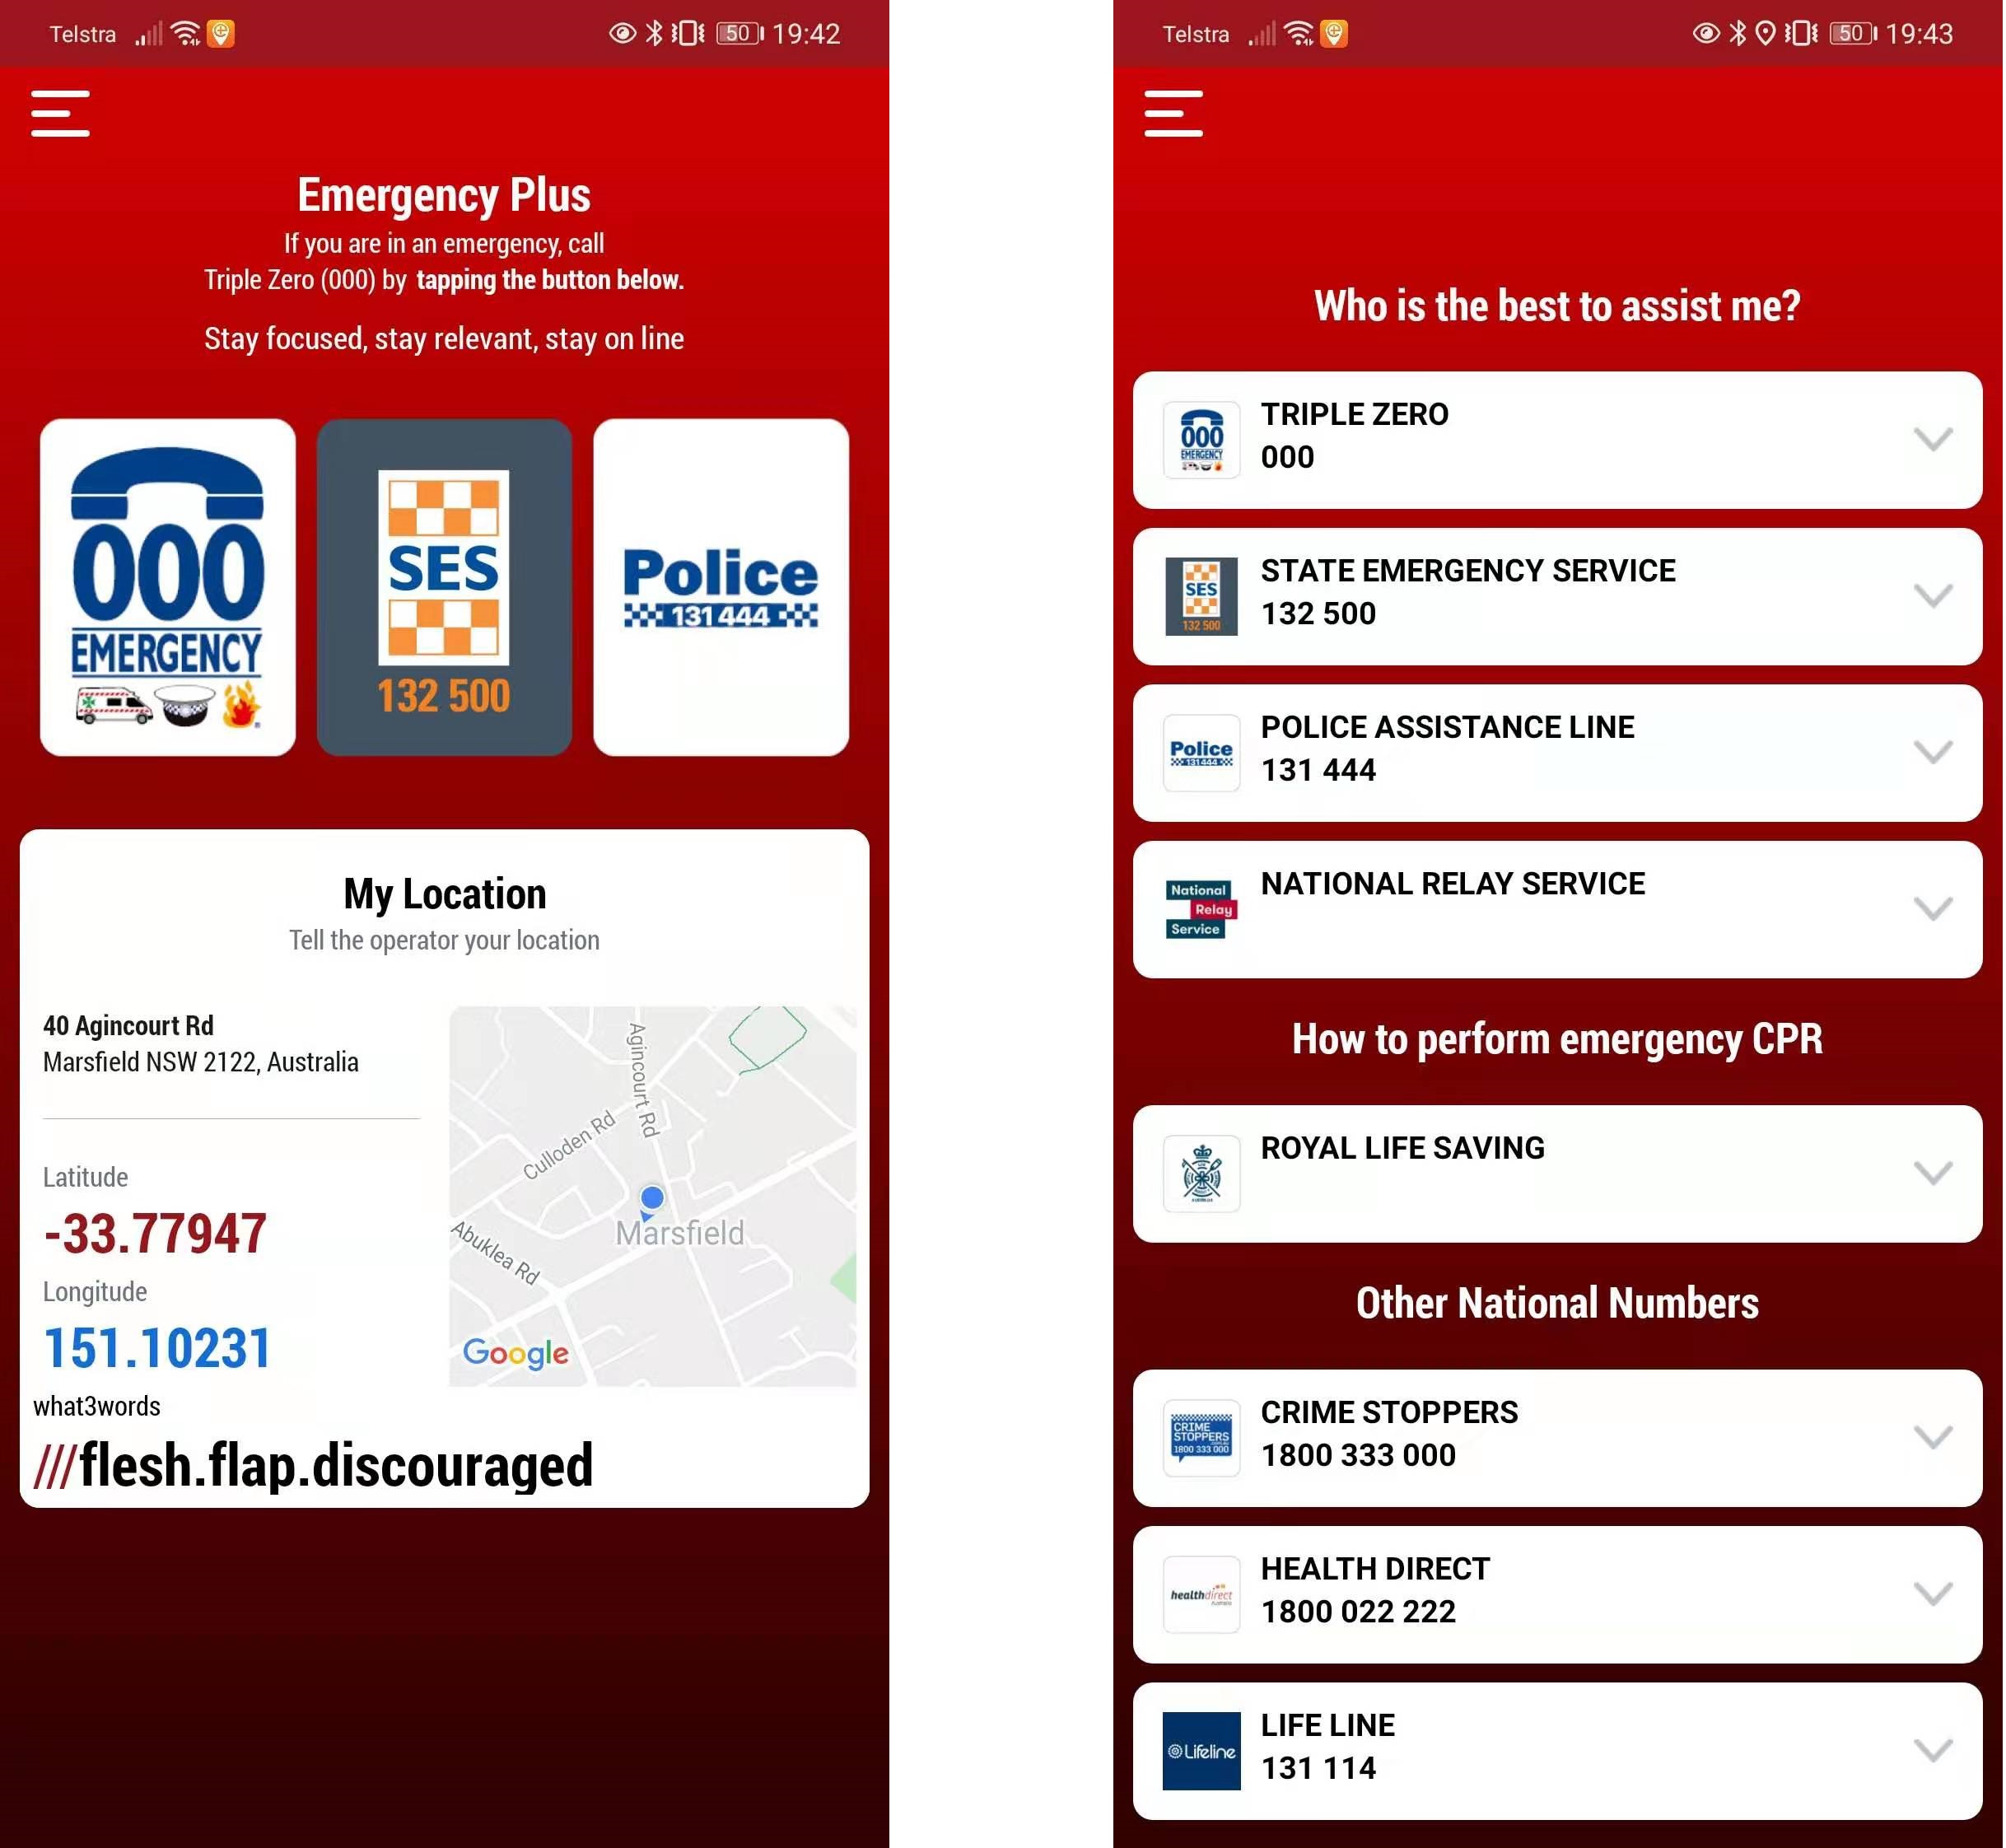 Telstra
50
19:42
Emergency Plus
If you are in an emergency, call
Triple Zero (000) by tapping the button below.
Stay focused, stay relevant, stay on line
000
EMERGENCY
SES
132 500
Police
131 444
My Location
Tell the operator your location
40 Agincourt Rd
Marsfield NSW 2122, Australia
Latitude
-33.77947
Longitude
151.10231
what3words
///flesh.flap.discouraged
Agincourt Rd
Culloden Rd
Abuklea Rd
Marsfield
Google
Telstra
50
19:43
Who is the best to assist me?
000
EMERGENCY
TRIPLE ZERO
000
SES
132 500
STATE EMERGENCY SERVICE
132 500
Police
131444
POLICE ASSISTANCE LINE
131 444
National
Relay
Service
NATIONAL RELAY SERVICE
How to perform emergency CPR
ROYAL LIFE SAVING
Other National Numbers
CRIME
STOPPERS
1800 333 000
CRIME STOPPERS
1800 333 000
healthdirect
HEALTH DIRECT
1800 022 222
Lifeline
LIFE LINE
131 114